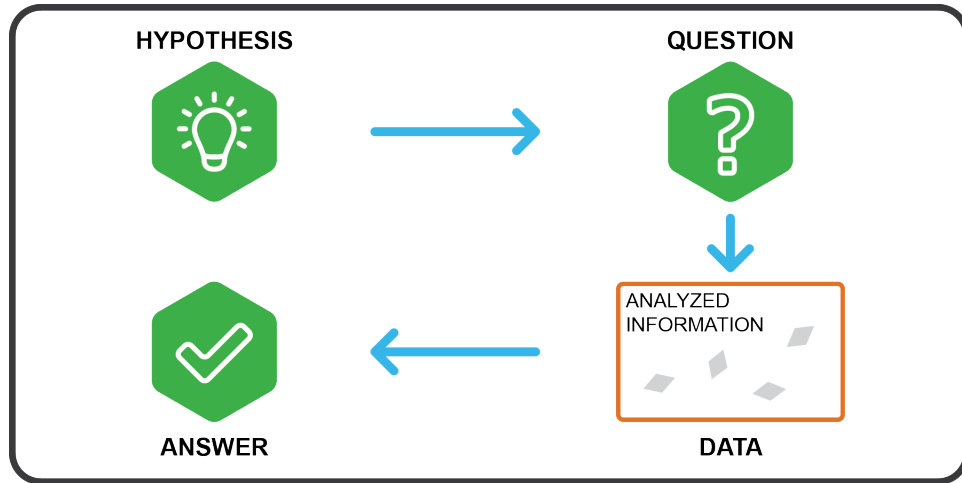 HYPOTHESIS
QUESTION
?
ANALYZED
INFORMATION
ANSWER
DATA